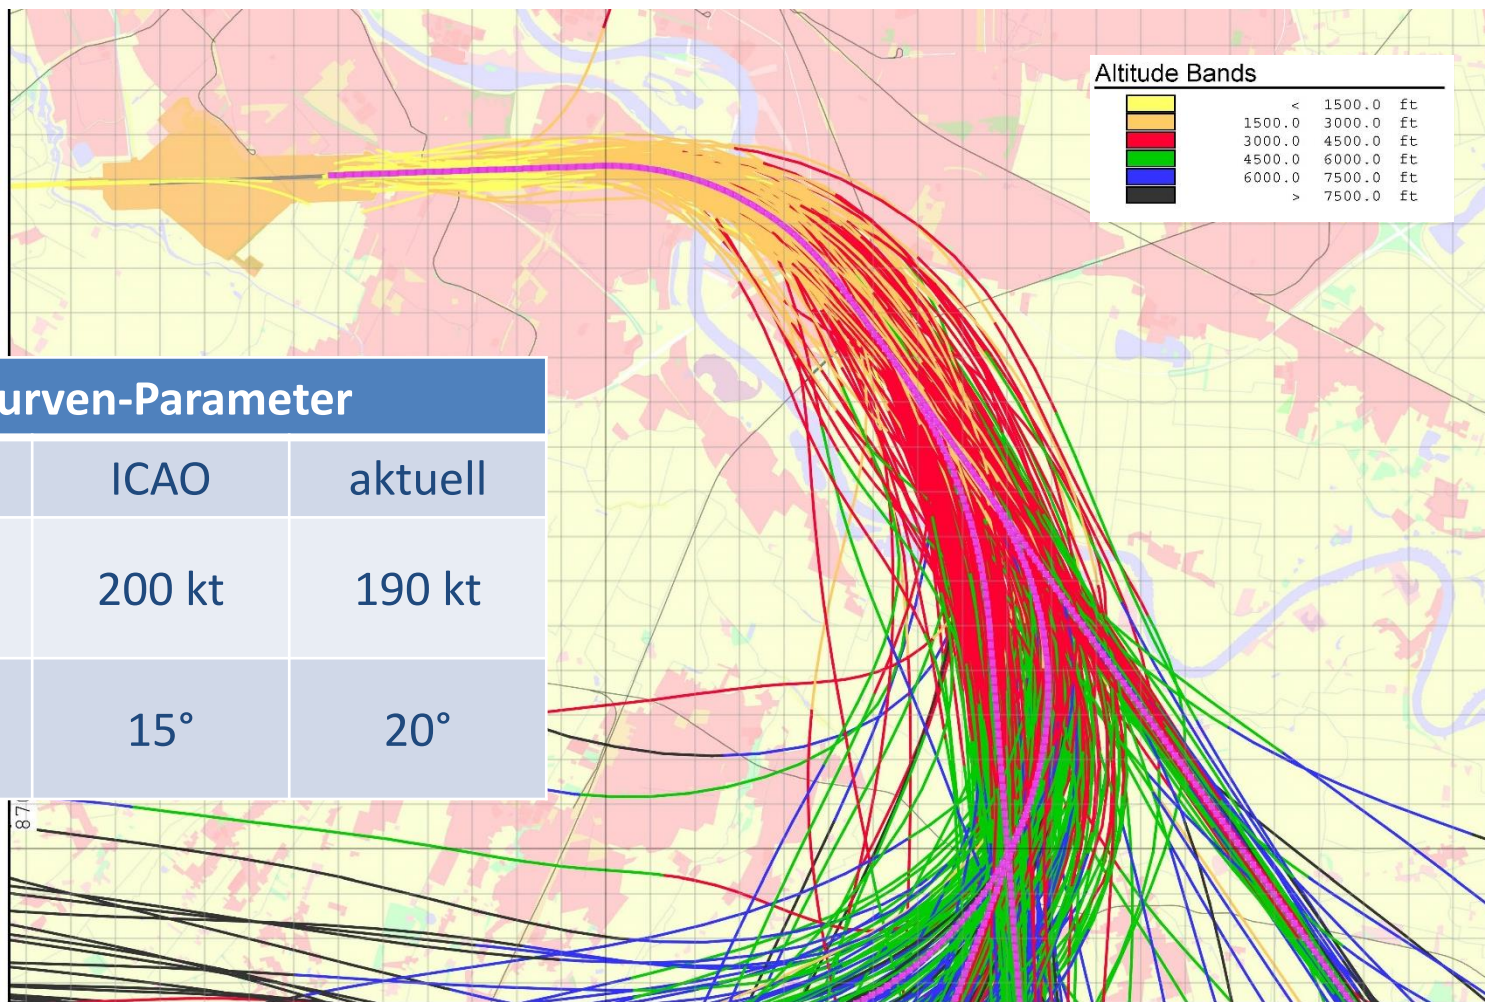 Altitude Bands
< 1500.0 ft
1500.0 3000.0 ft
3000.0 4500.0 ft
4500.0 6000.0 ft
6000.0 7500.0 ft
> 7500.0 ft
urven-Parameter
ICAO aktuell
200 kt 190 kt
15° 20°
87